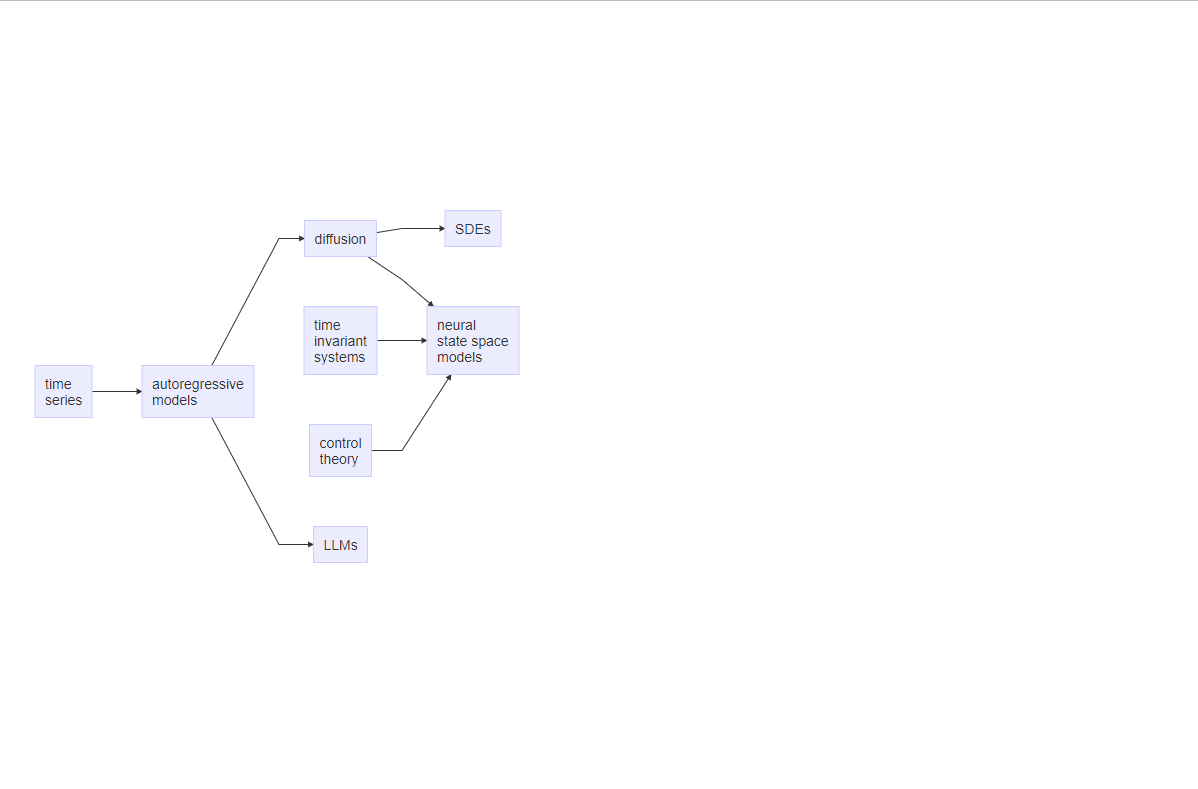 time
series
autoregressive
models
diffusion
SDEs
time
invariant
systems
neural
state space
models
control
theory
LLMs